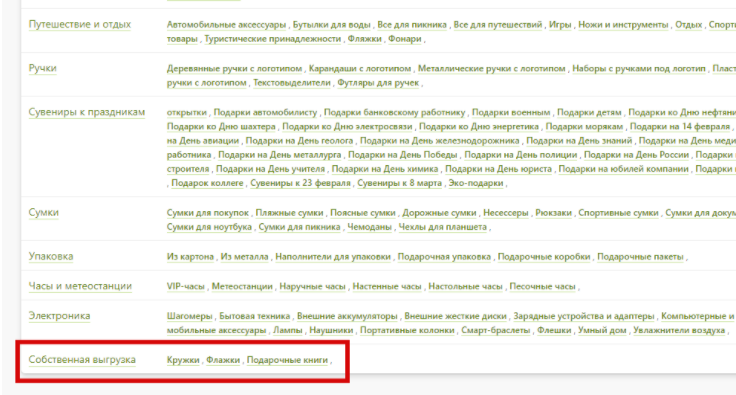 Путешествие и отдых
Автомобильные аксессуары , Бутылки для воды , Все для пикника , Все для путешествий , Игры , Ножи и инструменты , Отдых , Спорт
товары , Туристические принадлежности , Фляжки , Фонари ,
Ручки
Деревянные ручки с логотипом , Карандаши с логотипом , Металлические ручки с логотипом , Наборы с ручками под логотип , Пласт
ручки с логотипом , Текстовыделители , Футляры для ручек ,
Сувениры к праздникам
открытки , Подарки автомобилисту , Подарки банковскому работнику , Подарки военным , Подарки детям , Подарки ко Дню нефтяни
Подарки ко Дню шахтера , Подарки ко Дню электросвязи , Подарки ко Дню энергетика , Подарки морякам , Подарки на 14 февраля ,
на День авиации , Подарки на День геолога , Подарки на День железнодорожника , Подарки на День знаний , Подарки на День меди
работника , Подарки на День металлурга , Подарки на День Победы , Подарки на День полиции , Подарки на День России , Подарки
строителя , Подарки на День учителя , Подарки на День химика , Подарки на День юриста , Подарки на юбилей компании , Подарки
, Подарок коллеге , Сувениры к 23 февраля , Сувениры к 8 марта , Эко-подарки ,
Сумки
Сумки для покупок , Пляжные сумки , Поясные сумки , Дорожные сумки , Несессеры , Рюкзаки , Спортивные сумки , Сумки для докум
Сумки для ноутбука , Сумки для пикника , Чемоданы , Чехлы для планшета ,
Упаковка
Из картона , Из металла , Наполнители для упаковки , Подарочная упаковка , Подарочные коробки , Подарочные пакеты ,
Часы и метеостанции
VIP-часы , Метеостанции , Наручные часы , Настенные часы , Настольные часы , Песочные часы ,
Электроника
Шагомеры , Бытовая техника , Внешние аккумуляторы , Внешние жесткие диски , Зарядные устройства и адаптеры , Компьютерные и
мобильные аксессуары , Лампы , Наушники , Портативные колонки , Смарт-браслеты , Флешки , Умный дом , Увлажнители воздуха ,
Собственная выгрузка
Кружки , Флажки , Подарочные книги ,